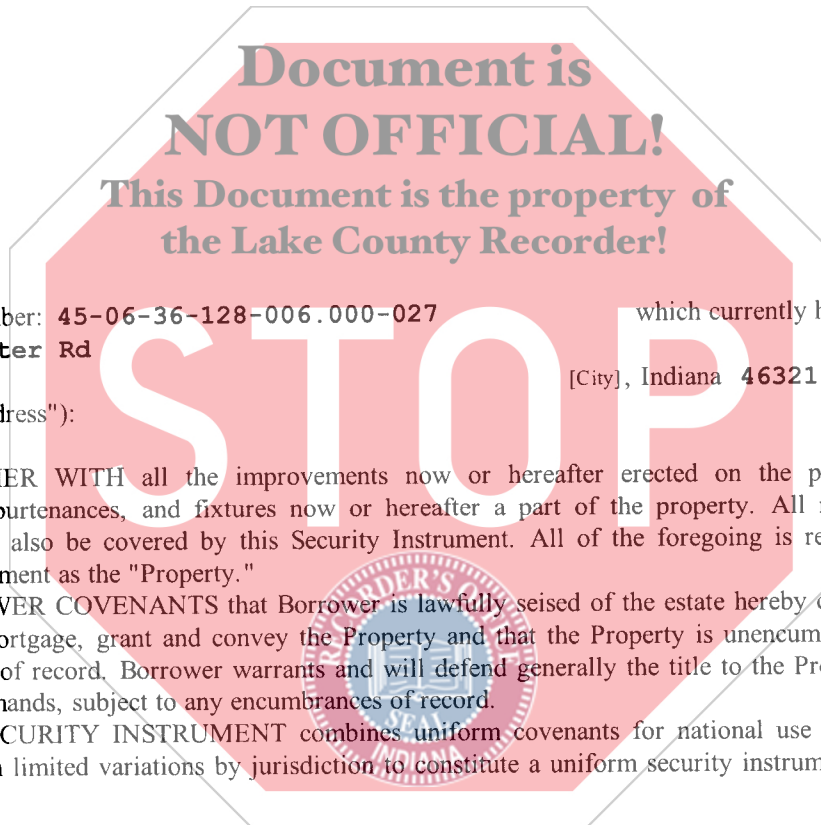 Document is
NOT OFFICIAL!
This Document is the property of
the Lake County Recorder!
ber: 45-06-36-128-006.000-027 which currently h
ter Rd
[City], Indiana 46321
dress"):
STOP
ER WITH all the improvements now or hereafter erected on the p
purtenances, and fixtures now or hereafter a part of the property. All
also be covered by this Security Instrument. All of the foregoing is re
ment as the "Property."
WER COVENANTS that Borrower is lawfully seised of the estate hereby
ortgage, grant and convey the Property and that the Property is unencum
of record. Borrower warrants and will defend generally the title to the Pr
mands, subject to any encumbrances of record.
CURITY INSTRUMENT combines uniform covenants for national use
limited variations by jurisdiction to constitute a uniform security instrum
RECORDER'S OFFICE
SEAL
INDIANA